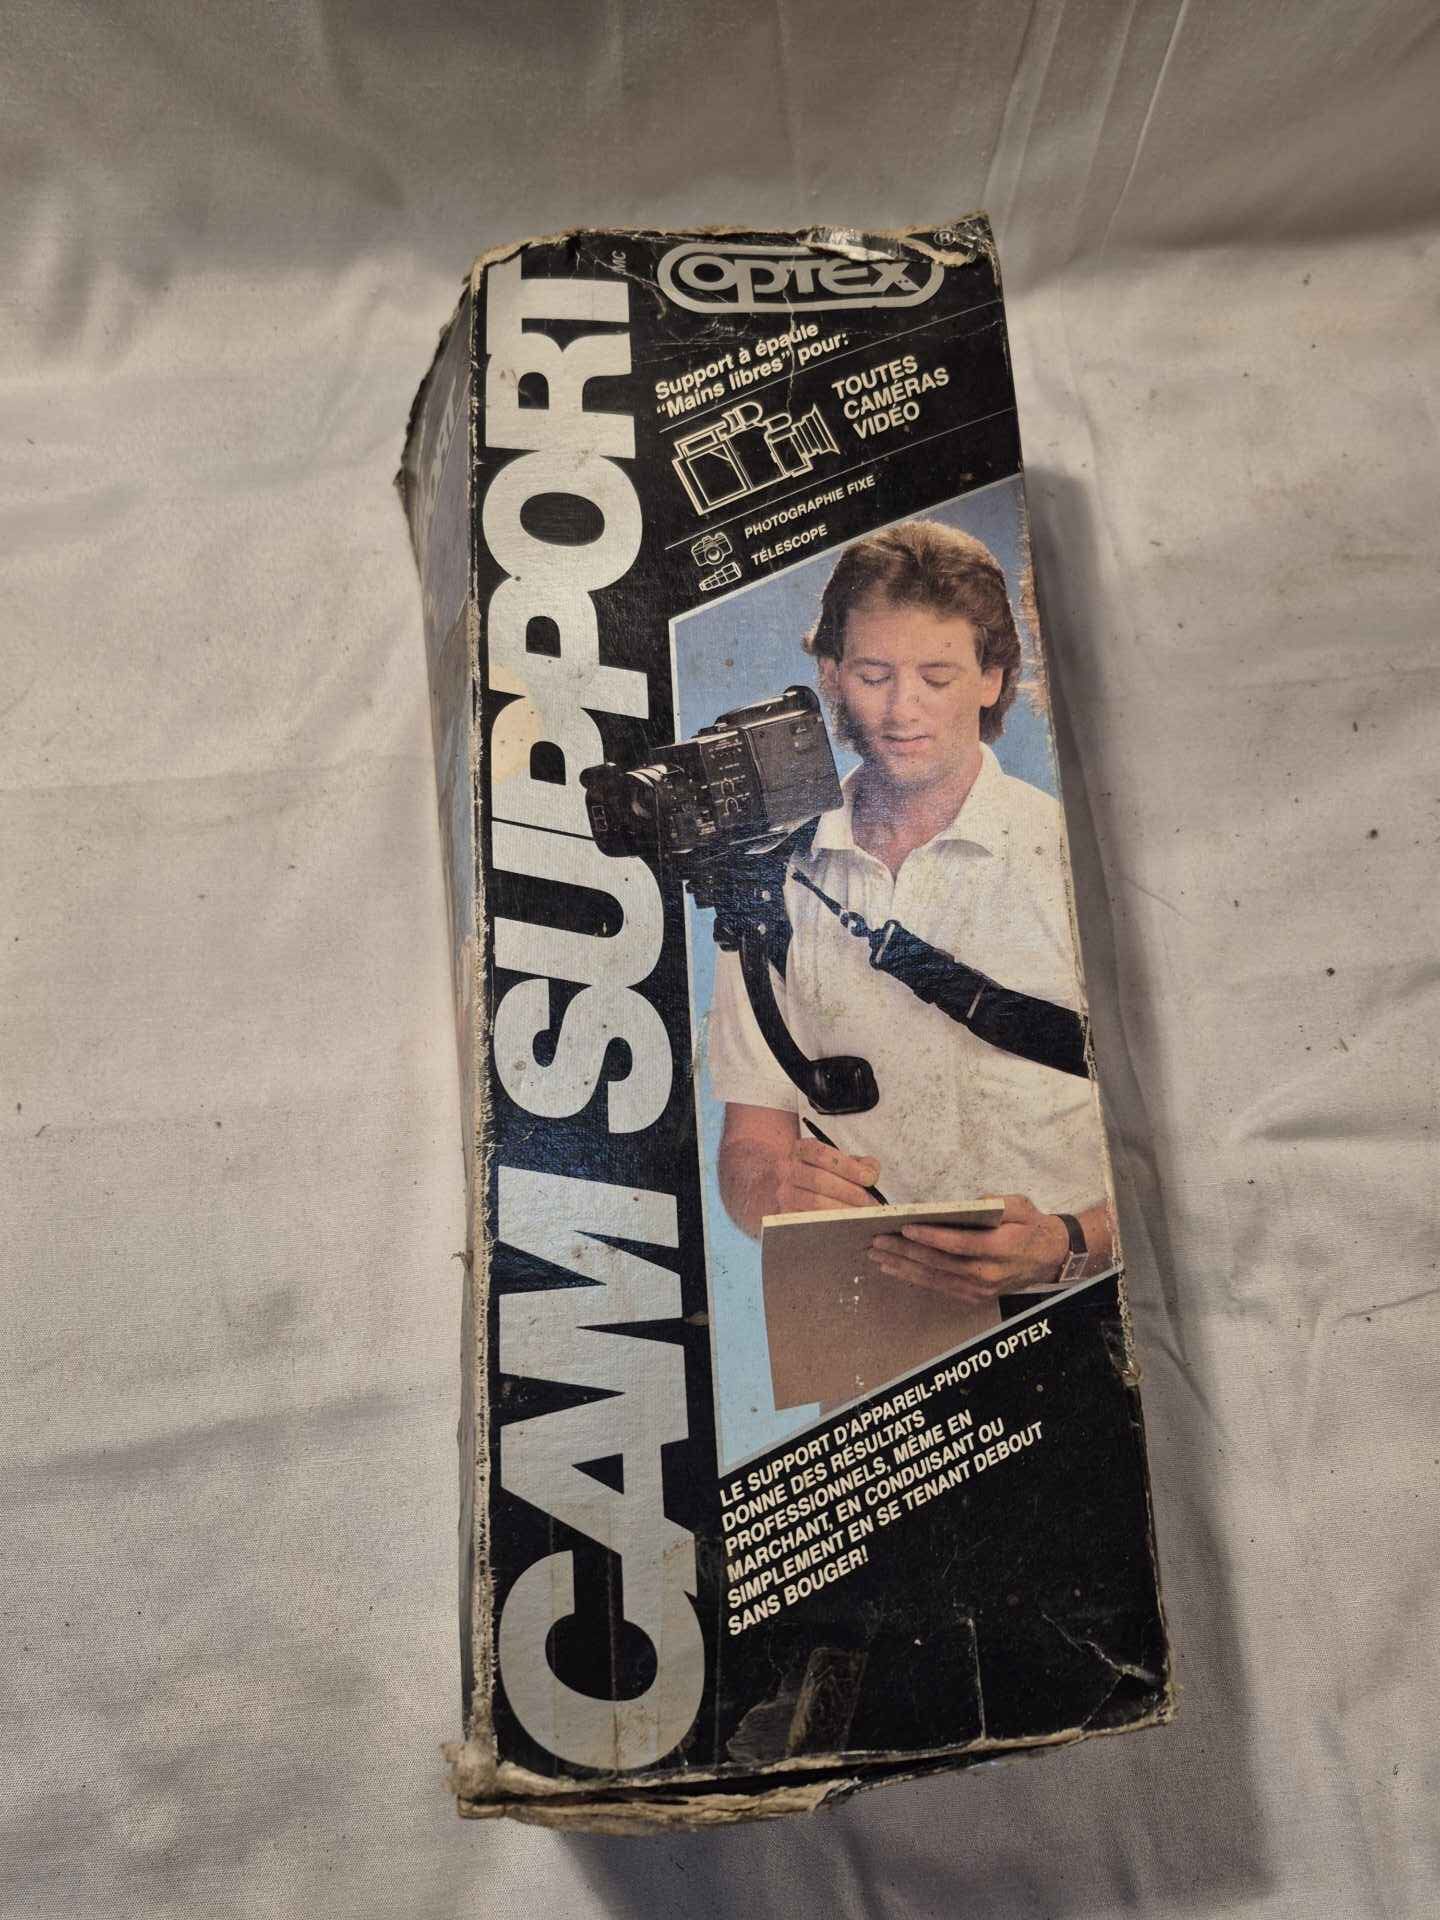 CAM SUPPORT
MC
OPTEX
®
Support à épaule
"Mains libres" pour:
TOUTES
CAMÉRAS
VIDÉO
PHOTOGRAPHIE FIXE
TÉLESCOPE
LE SUPPORT D'APPAREIL-PHOTO OPTEX
DONNE DES RÉSULTATS
PROFESSIONNELS, MÊME EN
MARCHANT, EN CONDUISANT OU
SIMPLEMENT EN SE TENANT DEBOUT
SANS BOUGER!